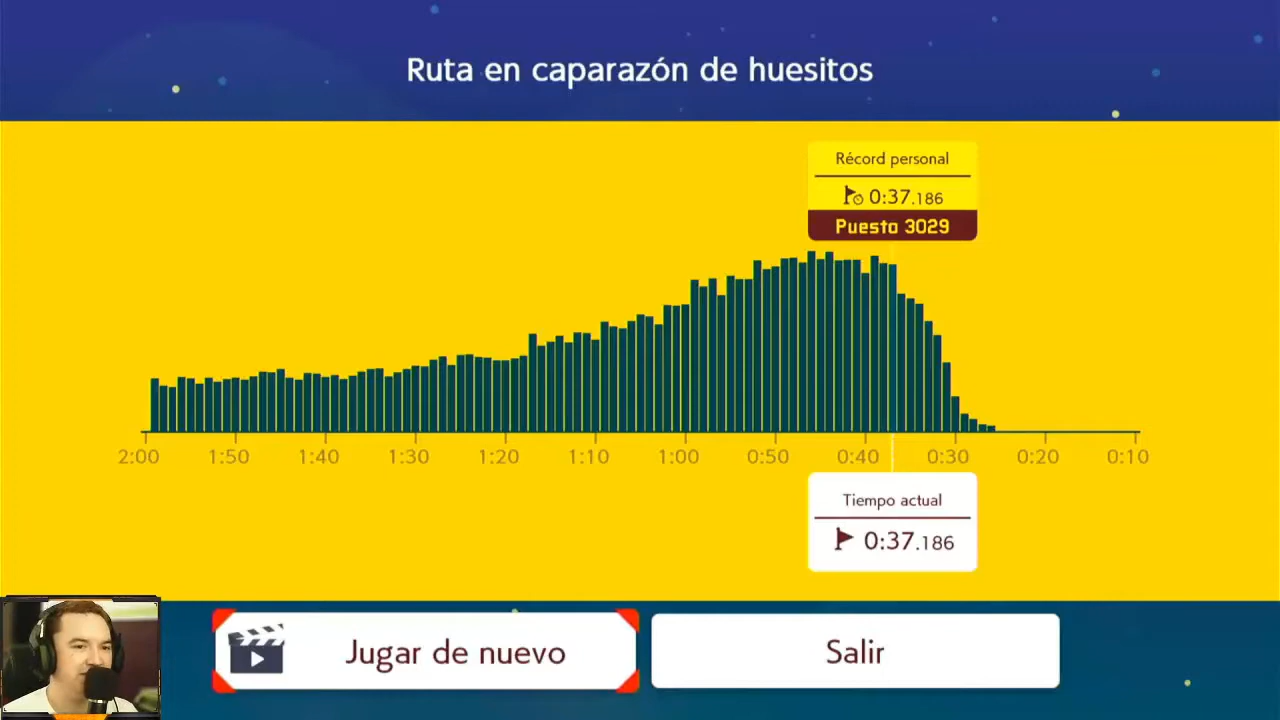 Ruta en caparazón de huesitos
Récord personal
0:37.186
Puesto 3029
2:00 1:50 1:40 1:30 1:20 1:10 1:00 0:50 0:40 0:30 0:20 0:10
Tiempo actual
0:37.186
Jugar de nuevo
Salir